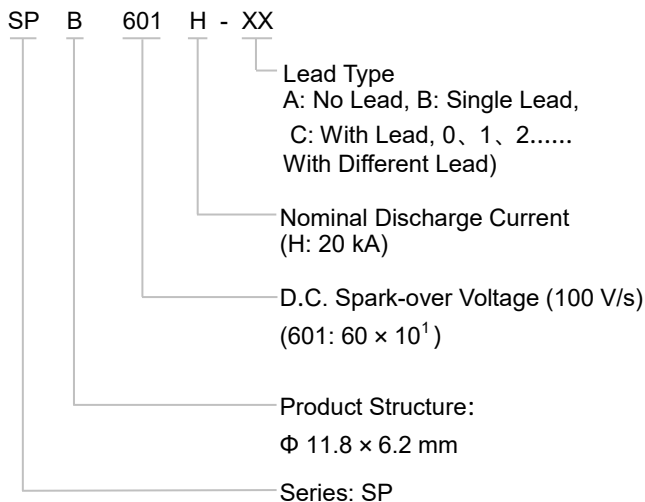 SP B 601 H - XX
Lead Type
A: No Lead, B: Single Lead,
C: With Lead, 0、1、2......
With Different Lead)
Nominal Discharge Current
(H: 20 kA)
D.C. Spark-over Voltage (100 V/s)
(601: 60 × 10¹)
Product Structure:
Φ 11.8 × 6.2 mm
Series: SP